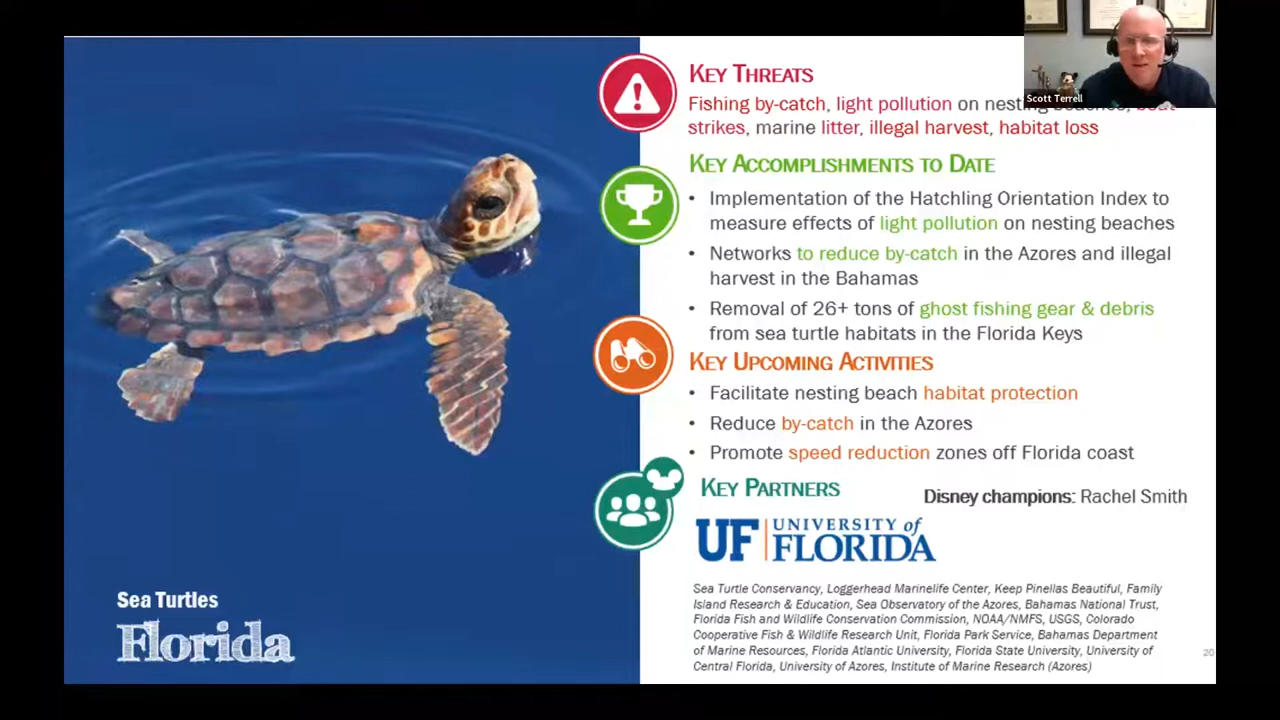 Scott Terrell
KEY THREATS
Fishing by-catch, light pollution on nesting beaches, boat
strikes, marine litter, illegal harvest, habitat loss
KEY ACCOMPLISHMENTS TO DATE
• Implementation of the Hatchling Orientation Index to
measure effects of light pollution on nesting beaches
• Networks to reduce by-catch in the Azores and illegal
harvest in the Bahamas
• Removal of 26+ tons of ghost fishing gear & debris
from sea turtle habitats in the Florida Keys
KEY UPCOMING ACTIVITIES
• Facilitate nesting beach habitat protection
• Reduce by-catch in the Azores
• Promote speed reduction zones off Florida coast
KEY PARTNERS
Disney champions: Rachel Smith
UF UNIVERSITY of
FLORIDA
Sea Turtle Conservancy, Loggerhead Marinelife Center, Keep Pinellas Beautiful, Family
Island Research & Education, Sea Observatory of the Azores, Bahamas National Trust,
Florida Fish and Wildlife Conservation Commission, NOAA/NMFS, USGS, Colorado
Cooperative Fish & Wildlife Research Unit, Florida Park Service, Bahamas Department
of Marine Resources, Florida Atlantic University, Florida State University, University of
Central Florida, University of Azores, Institute of Marine Research (Azores)
20
Sea Turtles
Florida